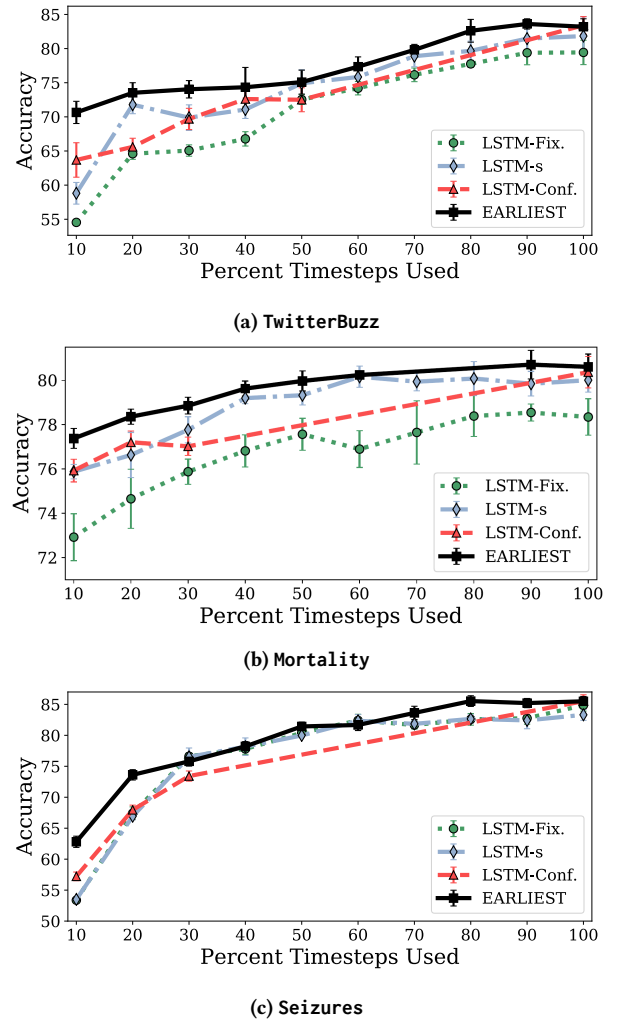 85
80
75
70
65
60
55
Accuracy
LSTM-Fix.
LSTM-s
LSTM-Conf.
EARLIEST
10 20 30 40 50 60 70 80 90 100
Percent Timesteps Used
(a) TwitterBuzz
80
78
76
74
72
Accuracy
LSTM-Fix.
LSTM-s
LSTM-Conf.
EARLIEST
10 20 30 40 50 60 70 80 90 100
Percent Timesteps Used
(b) Mortality
85
80
75
70
65
60
55
50
Accuracy
LSTM-Fix.
LSTM-s
LSTM-Conf.
EARLIEST
10 20 30 40 50 60 70 80 90 100
Percent Timesteps Used
(c) Seizures